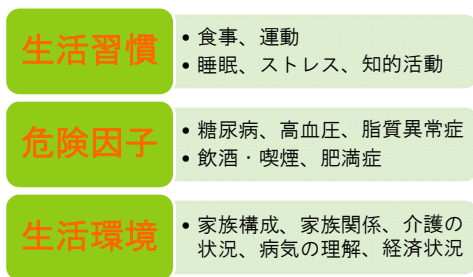 生活習慣
• 食事、運動
• 睡眠、ストレス、知的活動
危険因子
• 糖尿病、高血圧、脂質異常症
• 飲酒・喫煙、肥満症
生活環境
• 家族構成、家族関係、介護の
状況、病気の理解、経済状況